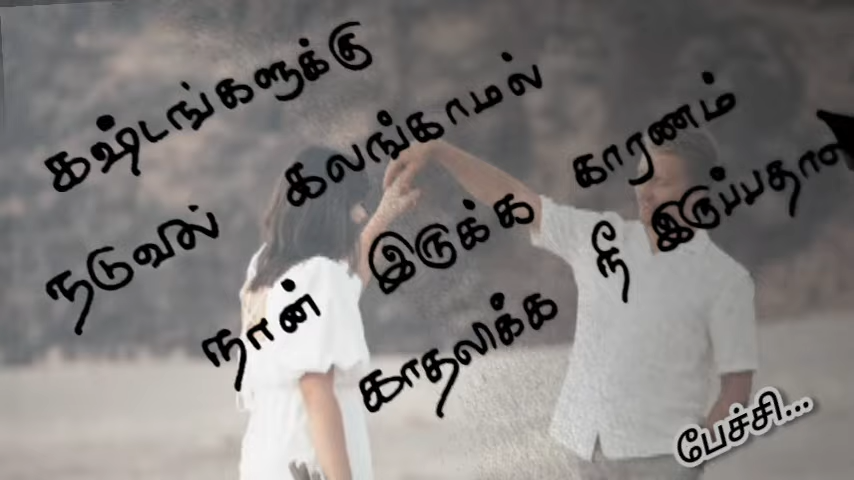 கஷ்டங்களுக்கு
நடுவில் கலங்காமல்
நான் இருக்க காரணம்
காதலிக்க நீ இருப்பதால்
பேச்சி...